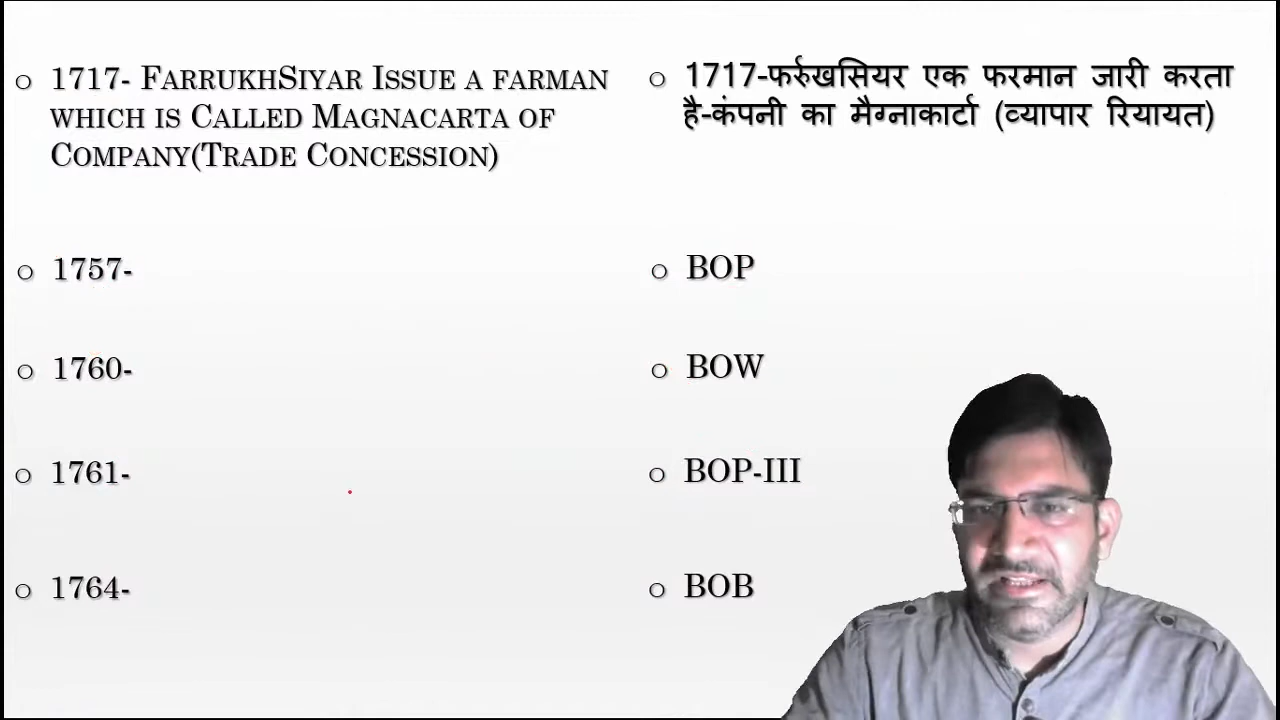 1717- FARRUKHSIYAR ISSUE A FARMAN
WHICH IS CALLED MAGNACARTA OF
COMPANY(TRADE CONCESSION)
1717-फर्रुखसियर एक फरमान जारी करता
है-कंपनी का मैग्नाकार्टा (व्यापार रियायत)
1757-
BOP
1760-
BOW
1761-
BOP-III
1764-
BOB